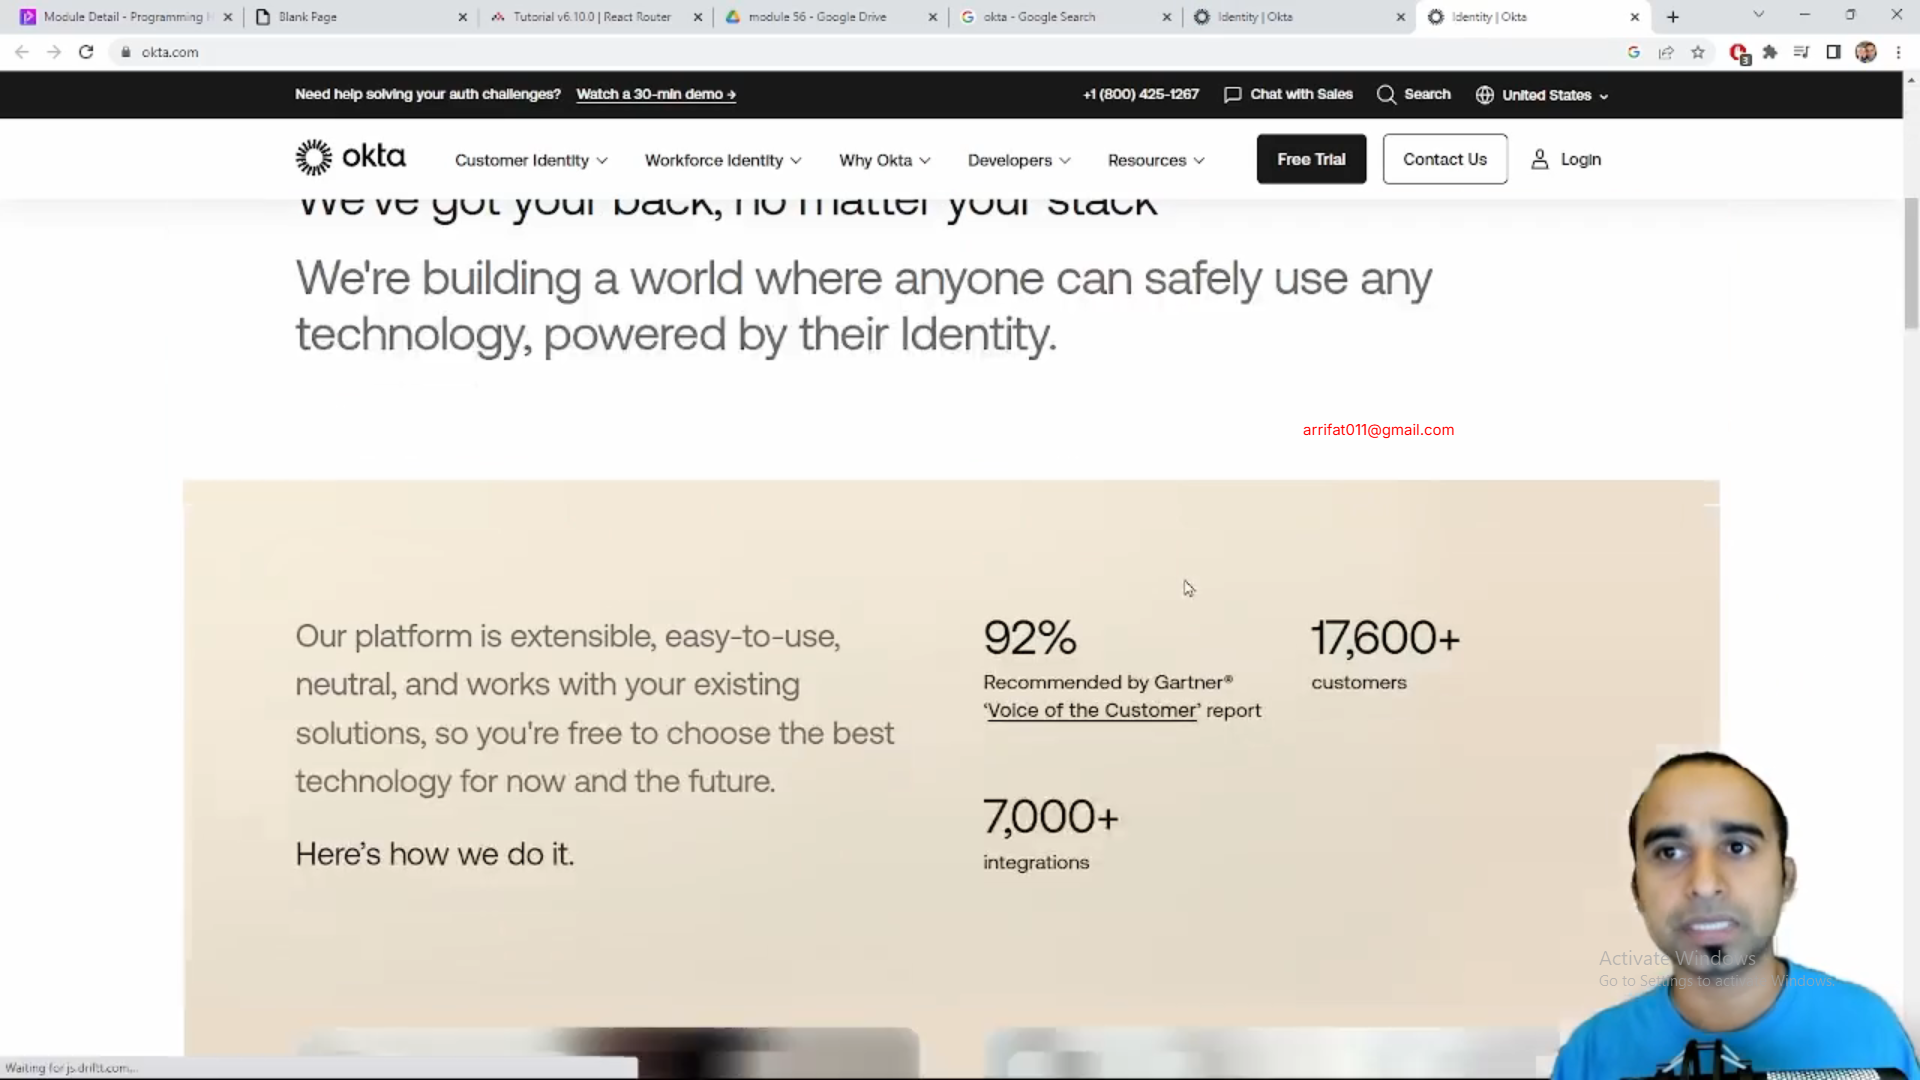 Module Detail - Programming H
Blank Page
Tutorial v6.10.0 | React Router
module 56 - Google Drive
okta - Google Search
Identity | Okta
Identity | Okta
okta.com
3
Need help solving your auth challenges? Watch a 30-min demo →
+1 (800) 425-1267
Chat with Sales
Search
United States
okta
Customer Identity
Workforce Identity
Why Okta
Developers
Resources
Free Trial
Contact Us
Login
We've got your back, no matter your stack
We're building a world where anyone can safely use any
technology, powered by their Identity.
arrifat011@gmail.com
Our platform is extensible, easy-to-use,
neutral, and works with your existing
solutions, so you're free to choose the best
technology for now and the future.
Here's how we do it.
92%
Recommended by Gartner®
‘Voice of the Customer’ report
17,600+
customers
7,000+
integrations
Activate Windows
Go to Settings to activate Windows.
Waiting for js.driftt.com...